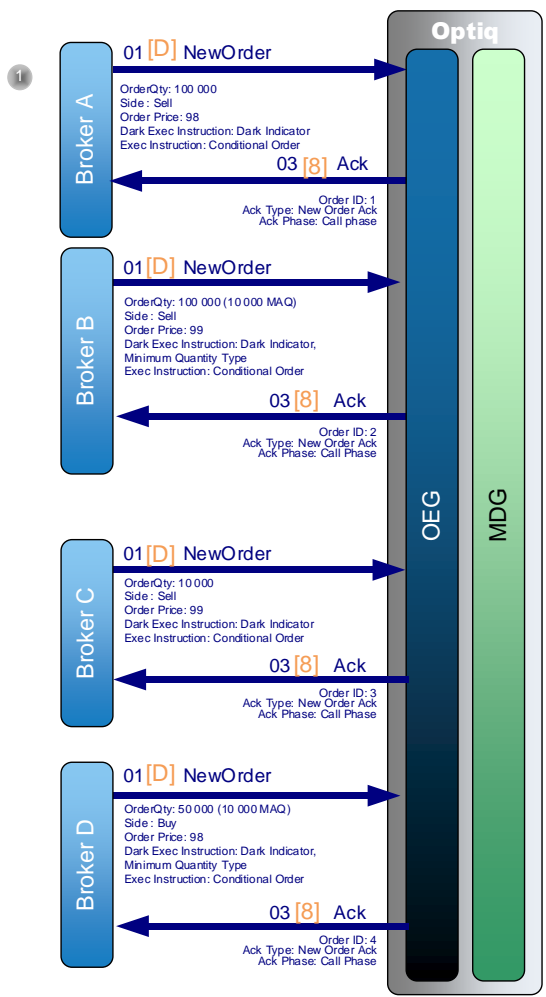 Optiq
1
Broker A
01 [D] NewOrder
OrderQty: 100 000
Side : Sell
Order Price: 98
Dark Exec Instruction: Dark Indicator
Exec Instruction: Conditional Order
03 [8] Ack
Order ID: 1
Ack Type: New Order Ack
Ack Phase: Call phase
Broker B
01 [D] NewOrder
OrderQty: 100 000 (10 000 MAQ)
Side : Sell
Order Price: 99
Dark Exec Instruction: Dark Indicator,
Minimum Quantity Type
Exec Instruction: Conditional Order
03 [8] Ack
Order ID: 2
Ack Type: New Order Ack
Ack Phase: Call Phase
OEG
MDG
Broker C
01 [D] NewOrder
OrderQty: 10 000
Side : Sell
Order Price: 99
Dark Exec Instruction: Dark Indicator
Exec Instruction: Conditional Order
03 [8] Ack
Order ID: 3
Ack Type: New Order Ack
Ack Phase: Call Phase
Broker D
01 [D] NewOrder
OrderQty: 50 000 (10 000 MAQ)
Side : Buy
Order Price: 98
Dark Exec Instruction: Dark Indicator,
Minimum Quantity Type
Exec Instruction: Conditional Order
03 [8] Ack
Order ID: 4
Ack Type: New Order Ack
Ack Phase: Call Phase